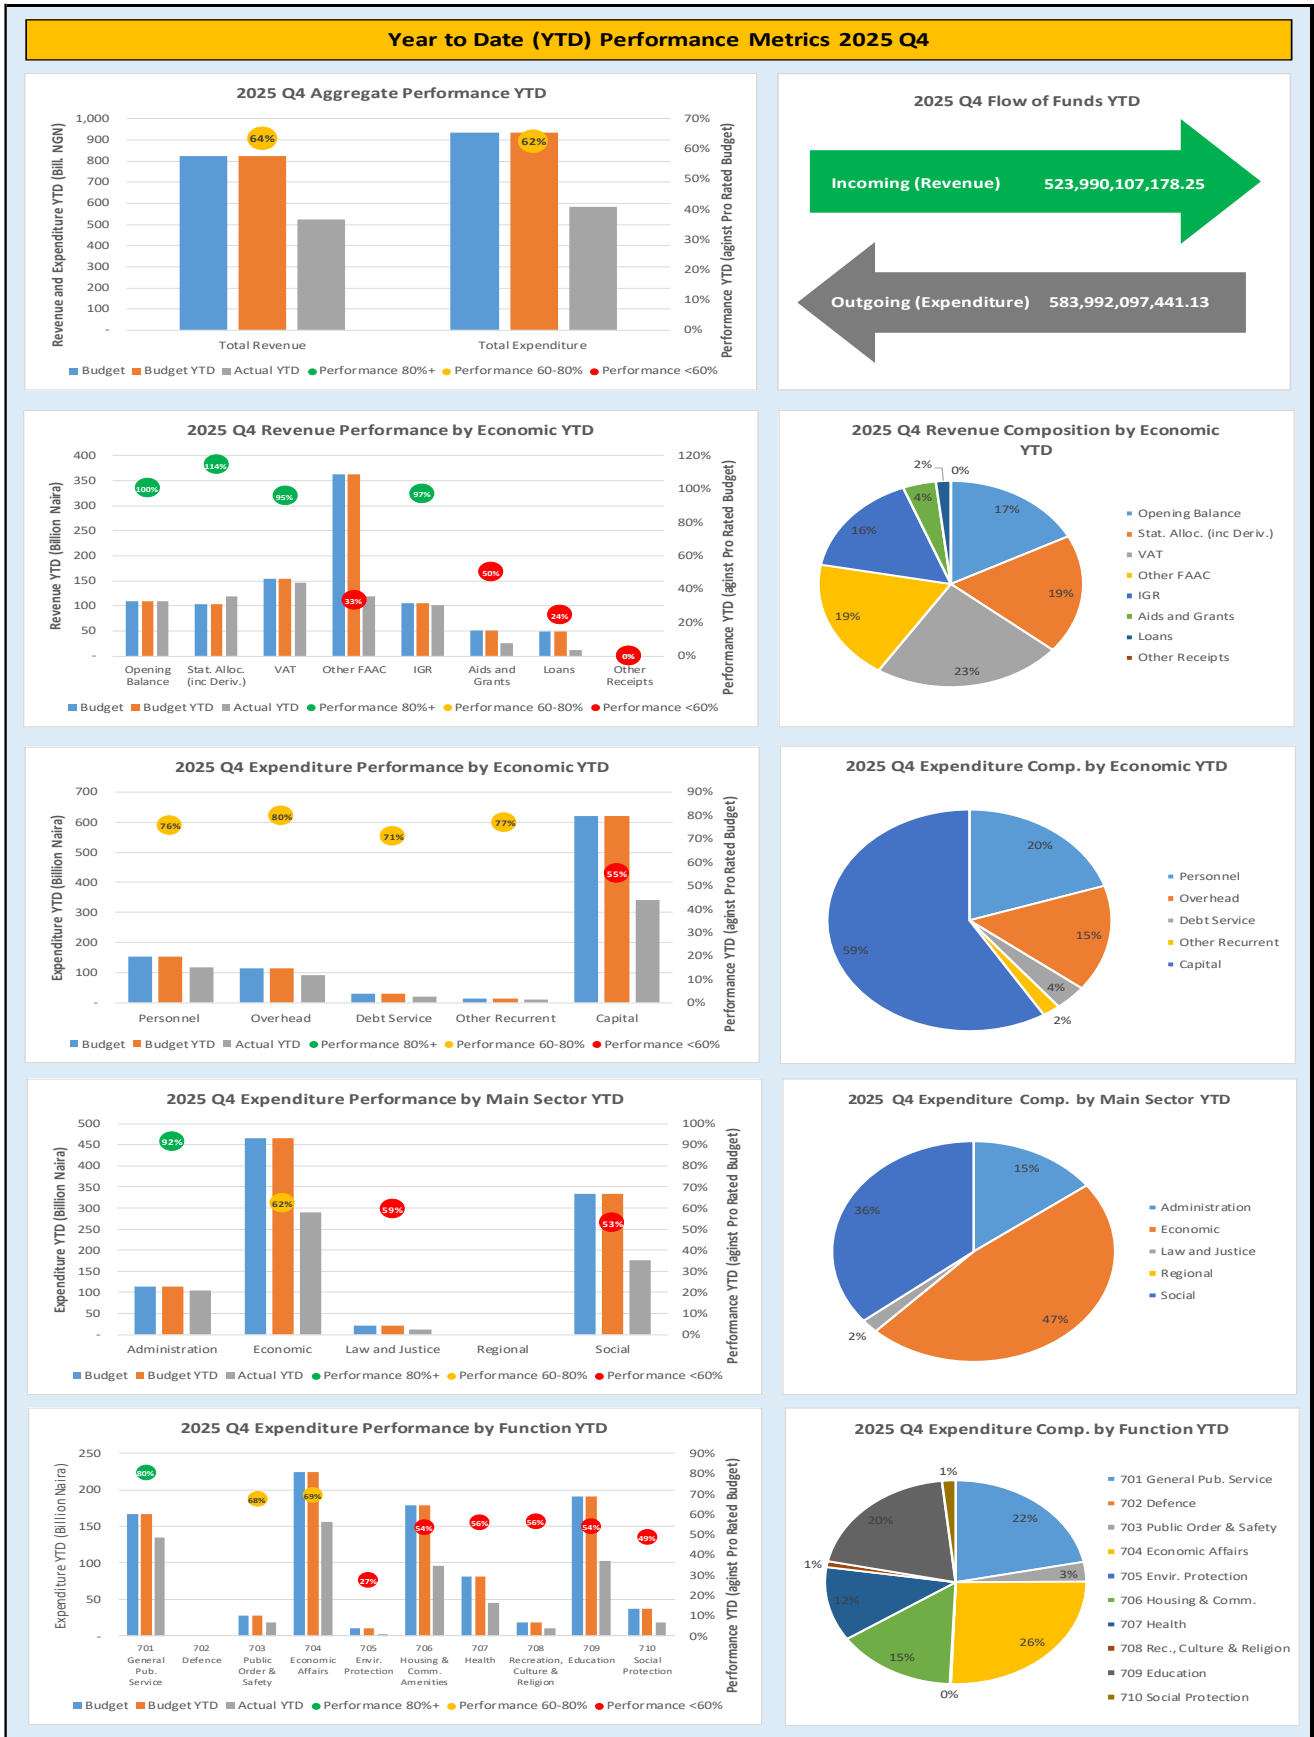 Year to Date (YTD) Performance Metrics 2025 Q4
2025 Q4 Aggregate Performance YTD
Revenue and Expenditure YTD (Bill. NGN)
1,000
900
800
700
600
500
400
300
200
100
-
64%
62%
70%
60%
50%
40%
30%
20%
10%
0%
Performance YTD (aginst Pro Rated Budget)
Total Revenue
Total Expenditure
Budget
Budget YTD
Actual YTD
Performance 80%+
Performance 60-80%
Performance <60%
2025 Q4 Flow of Funds YTD
Incoming (Revenue) 523,990,107,178.25
Outgoing (Expenditure) 583,992,097,441.13
2025 Q4 Revenue Performance by Economic YTD
Revenue YTD (Billion Naira)
400
350
300
250
200
150
100
50
-
100%
114%
95%
33%
97%
50%
24%
0%
120%
100%
80%
60%
40%
20%
0%
Performance YTD (aginst Pro Rated Budget)
Opening
Balance
Stat. Alloc.
(inc Deriv.)
VAT
Other FAAC
IGR
Aids and
Grants
Loans
Other
Receipts
Budget
Budget YTD
Actual YTD
Performance 80%+
Performance 60-80%
Performance <60%
2025 Q4 Revenue Composition by Economic
YTD
2%
0%
4%
17%
16%
19%
19%
23%
Opening Balance
Stat. Alloc. (inc Deriv.)
VAT
Other FAAC
IGR
Aids and Grants
Loans
Other Receipts
2025 Q4 Expenditure Performance by Economic YTD
Expenditure YTD (Billion Naira)
700
600
500
400
300
200
100
-
76%
80%
71%
77%
55%
90%
80%
70%
60%
50%
40%
30%
20%
10%
0%
Performance YTD (aginst Pro Rated Budget)
Personnel
Overhead
Debt Service
Other Recurrent
Capital
Budget
Budget YTD
Actual YTD
Performance 80%+
Performance 60-80%
Performance <60%
2025 Q4 Expenditure Comp. by Economic YTD
20%
15%
4%
2%
59%
Personnel
Overhead
Debt Service
Other Recurrent
Capital
2025 Q4 Expenditure Performance by Main Sector YTD
Expenditure YTD (Billion Naira)
500
450
400
350
300
250
200
150
100
50
-
92%
62%
59%
53%
100%
90%
80%
70%
60%
50%
40%
30%
20%
10%
0%
Performance YTD (aginst Pro Rated Budget)
Administration
Economic
Law and Justice
Regional
Social
Budget
Budget YTD
Actual YTD
Performance 80%+
Performance 60-80%
Performance <60%
2025 Q4 Expenditure Comp. by Main Sector YTD
15%
36%
47%
2%
Administration
Economic
Law and Justice
Regional
Social
2025 Q4 Expenditure Performance by Function YTD
Expenditure YTD (Billion Naira)
250
200
150
100
50
-
80%
68%
69%
27%
54%
56%
56%
54%
49%
90%
80%
70%
60%
50%
40%
30%
20%
10%
0%
Performance YTD (aginst Pro Rated Budget)
701
General
Pub.
Service
702
Defence
703
Public
Order &
Safety
704
Economic
Affairs
705
Envir.
Protection
706
Housing &
Comm.
Amenities
707
Health
708
Recreation,
Culture &
Religion
709
Education
710
Social
Protection
Budget
Budget YTD
Actual YTD
Performance 80%+
Performance 60-80%
Performance <60%
2025 Q4 Expenditure Comp. by Function YTD
1%
22%
20%
3%
1%
12%
26%
15%
0%
701 General Pub. Service
702 Defence
703 Public Order & Safety
704 Economic Affairs
705 Envir. Protection
706 Housing & Comm.
707 Health
708 Rec., Culture & Religion
709 Education
710 Social Protection